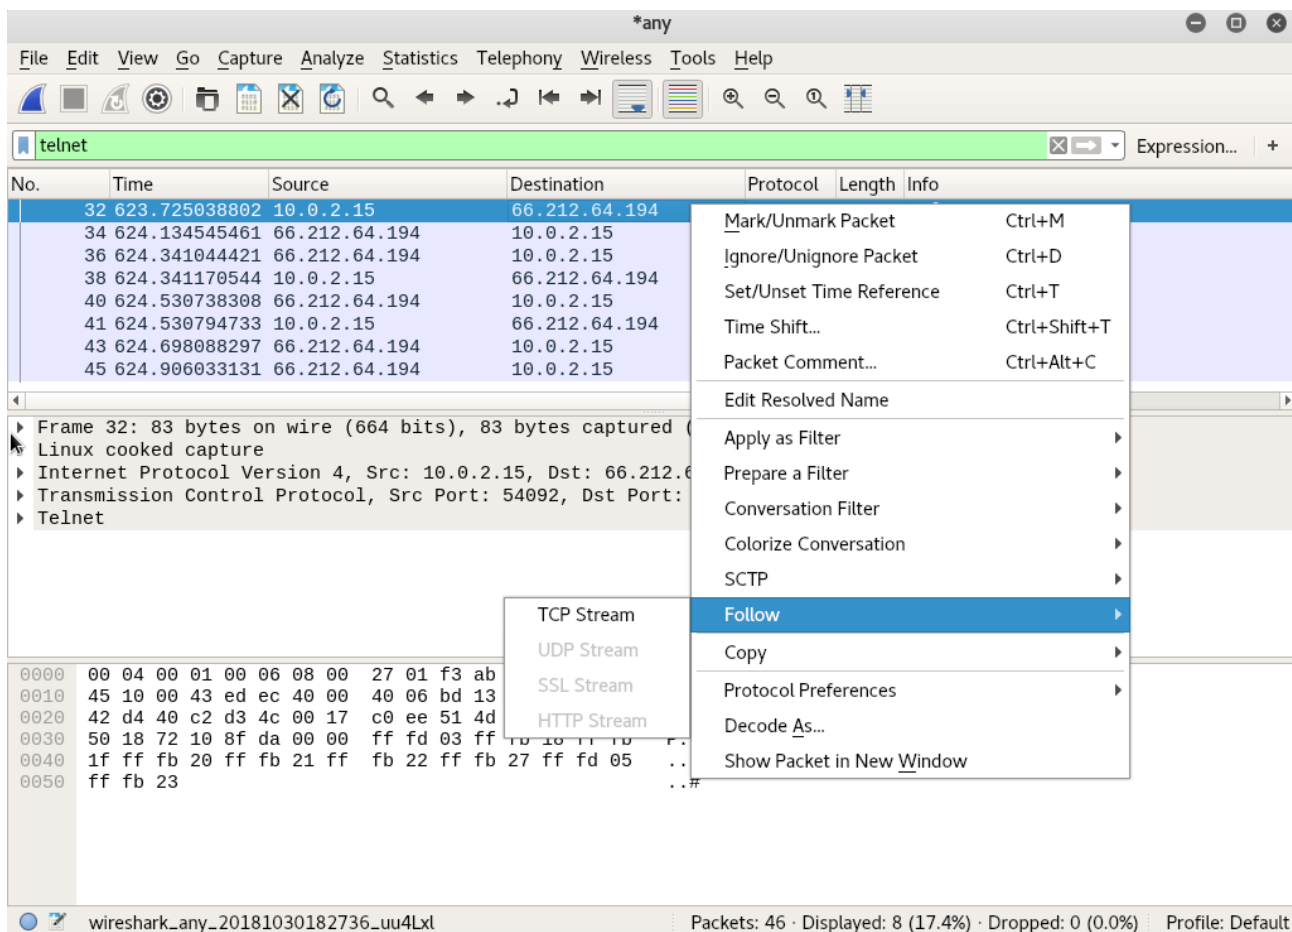 *any
File Edit View Go Capture Analyze Statistics Telephony Wireless Tools Help
telnet Expression... +
No. Time Source Destination Protocol Length Info
32 623.725038802 10.0.2.15 66.212.64.194
34 624.134545461 66.212.64.194 10.0.2.15
36 624.341044421 66.212.64.194 10.0.2.15
38 624.341170544 10.0.2.15 66.212.64.194
40 624.530738308 66.212.64.194 10.0.2.15
41 624.530794733 10.0.2.15 66.212.64.194
43 624.698088297 66.212.64.194 10.0.2.15
45 624.906033131 66.212.64.194 10.0.2.15
Mark/Unmark Packet Ctrl+M
Ignore/Unignore Packet Ctrl+D
Set/Unset Time Reference Ctrl+T
Time Shift... Ctrl+Shift+T
Packet Comment... Ctrl+Alt+C
Edit Resolved Name
Apply as Filter
Prepare a Filter
Conversation Filter
Colorize Conversation
SCTP
Follow
Copy
Protocol Preferences
Decode As...
Show Packet in New Window
TCP Stream
UDP Stream
SSL Stream
HTTP Stream
Frame 32: 83 bytes on wire (664 bits), 83 bytes captured (
Linux cooked capture
Internet Protocol Version 4, Src: 10.0.2.15, Dst: 66.212.6
Transmission Control Protocol, Src Port: 54092, Dst Port:
Telnet
0000 00 04 00 01 00 06 08 00 27 01 f3 ab
0010 45 10 00 43 ed ec 40 00 40 06 bd 13
0020 42 d4 40 c2 d3 4c 00 17 c0 ee 51 4d
0030 50 18 72 10 8f da 00 00 ff fd 03 ff fb 18 ff fb P.
0040 1f ff fb 20 ff fb 21 ff fb 22 ff fb 27 ff fd 05 ..
0050 ff fb 23 ..#
wireshark_any_20181030182736_uu4Lxl Packets: 46 · Displayed: 8 (17.4%) · Dropped: 0 (0.0%) Profile: Default